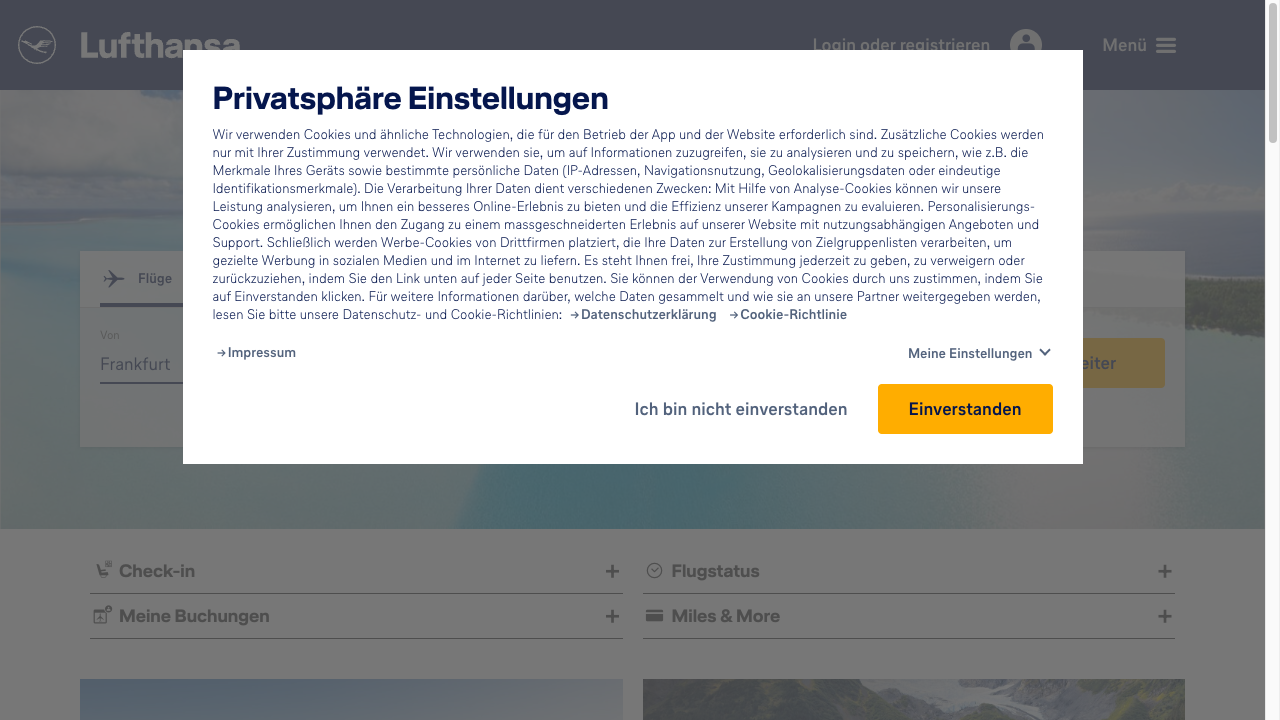 Lufthansa
Login oder registrieren
Menü
Privatsphäre Einstellungen
Wir verwenden Cookies und ähnliche Technologien, die für den Betrieb der App und der Website erforderlich sind. Zusätzliche Cookies werden
nur mit Ihrer Zustimmung verwendet. Wir verwenden sie, um auf Informationen zuzugreifen, sie zu analysieren und zu speichern, wie z.B. die
Merkmale Ihres Geräts sowie bestimmte persönliche Daten (IP-Adressen, Navigationsnutzung, Geolokalisierungsdaten oder eindeutige
Identifikationsmerkmale). Die Verarbeitung Ihrer Daten dient verschiedenen Zwecken: Mit Hilfe von Analyse-Cookies können wir unsere
Leistung analysieren, um Ihnen ein besseres Online-Erlebnis zu bieten und die Effizienz unserer Kampagnen zu evaluieren. Personalisierungs-
Cookies ermöglichen Ihnen den Zugang zu einem massgeschneiderten Erlebnis auf unserer Website mit nutzungsabhängigen Angeboten und
Support. Schließlich werden Werbe-Cookies von Drittfirmen platziert, die Ihre Daten zur Erstellung von Zielgruppenlisten verarbeiten, um
gezielte Werbung in sozialen Medien und im Internet zu liefern. Es steht Ihnen frei, Ihre Zustimmung jederzeit zu geben, zu verweigern oder
zurückzuziehen, indem Sie den Link unten auf jeder Seite benutzen. Sie können der Verwendung von Cookies durch uns zustimmen, indem Sie
auf Einverstanden klicken. Für weitere Informationen darüber, welche Daten gesammelt und wie sie an unsere Partner weitergegeben werden,
lesen Sie bitte unsere Datenschutz- und Cookie-Richtlinien: Datenschutzerklärung Cookie-Richtlinie
Impressum
Meine Einstellungen
Ich bin nicht einverstanden
Einverstanden
Flüge
Von
Frankfurt
eiter
Check-in
Flugstatus
Meine Buchungen
Miles & More